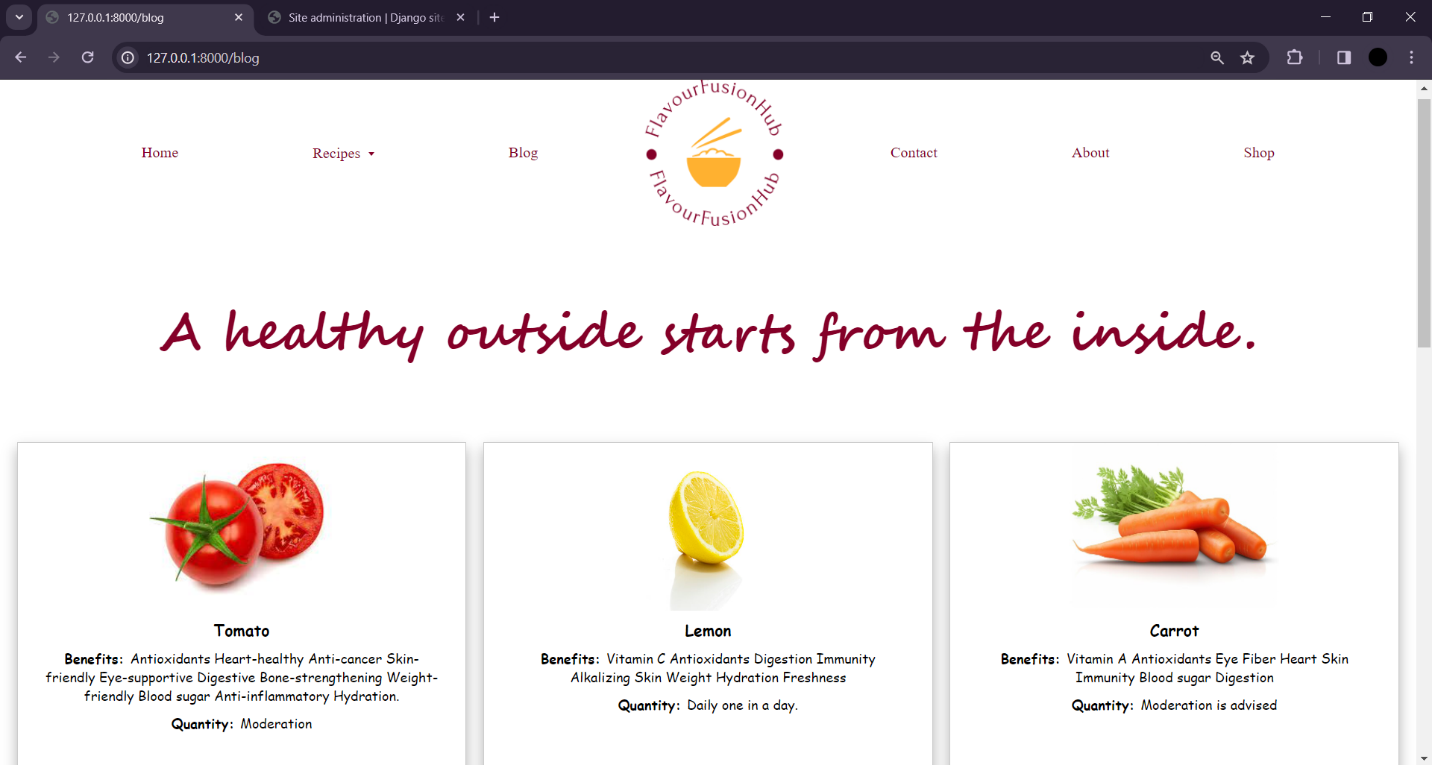 127.0.0.1:8000/blog
Site administration | Django sit
127.0.0.1:8000/blog
FlavourFusionHub
FlavourFusionHub
Home
Recipes
Blog
Contact
About
Shop
A healthy outside starts from the inside.
Tomato
Benefits: Antioxidants Heart-healthy Anti-cancer Skin-
friendly Eye-supportive Digestive Bone-strengthening Weight-
friendly Blood sugar Anti-inflammatory Hydration.
Quantity: Moderation
Lemon
Benefits: Vitamin C Antioxidants Digestion Immunity
Alkalizing Skin Weight Hydration Freshness
Quantity: Daily one in a day.
Carrot
Benefits: Vitamin A Antioxidants Eye Fiber Heart Skin
Immunity Blood sugar Digestion
Quantity: Moderation is advised